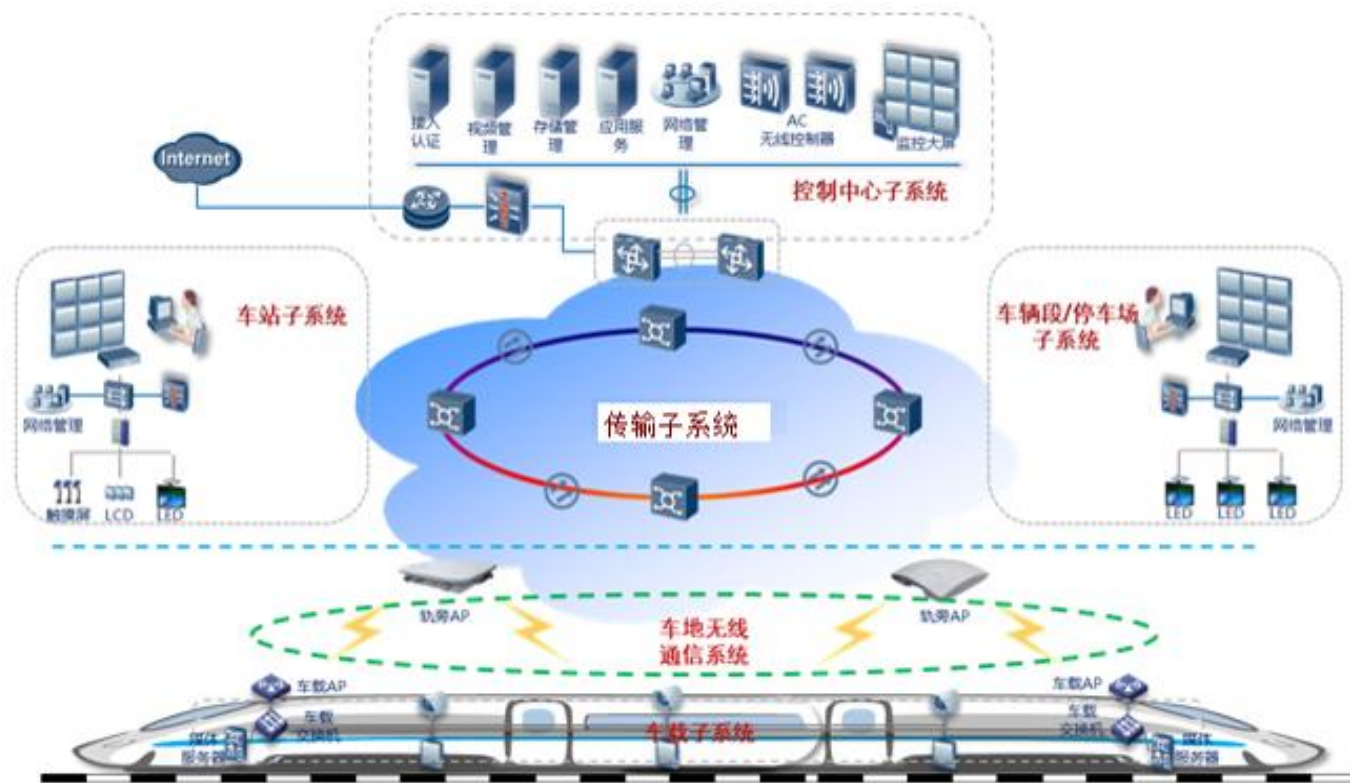 接入
认证
视频管
理
存储管
理
应用服
务
网络管
理
AC
无线控制器
监控大屏
Internet
控制中心子系统
车站子系统
网络管理
触摸屏
LCD
LED
车辆段/停车场
子系统
网络管理
LED
LED
LED
传输子系统
轨旁AP
轨旁AP
车地无线
通信系统
车载AP
车载AP
车载
交换机
车载
交换机
媒体
服务器
媒体
服务器
车载子系统